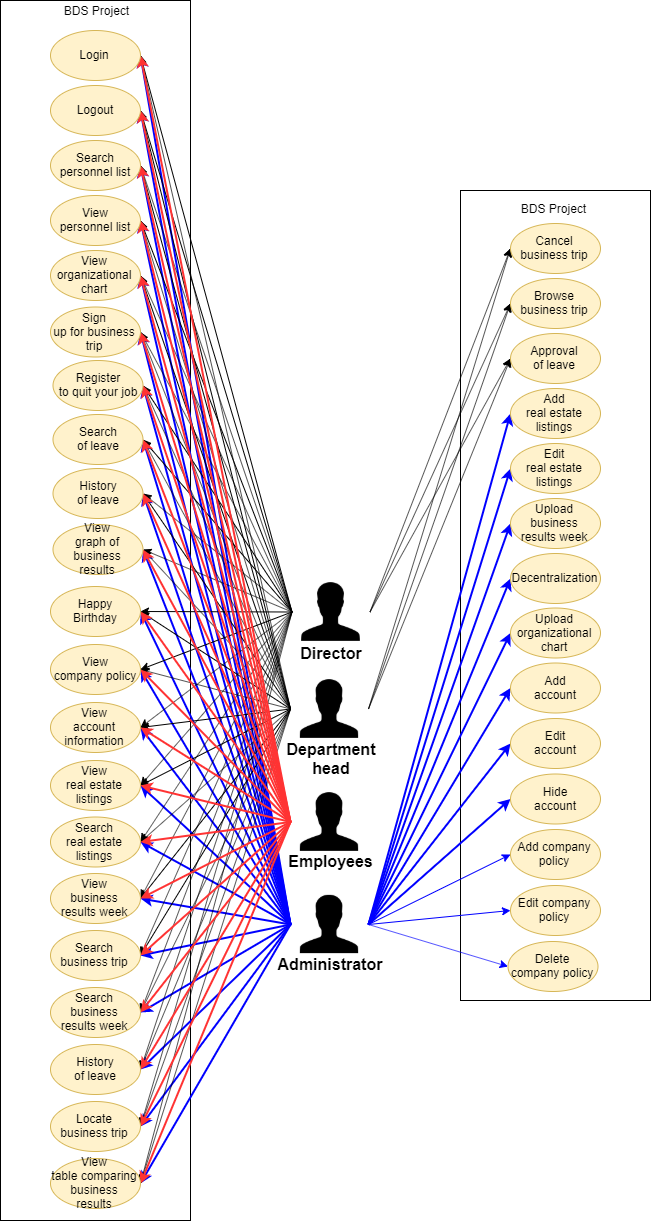 BDS Project
Login
Logout
Search
personnel list
View
personnel list
View
organizational
chart
Sign
up for business
trip
Register
to quit your job
Search
of leave
History
of leave
View
graph of
business
results
Happy
Birthday
View
company policy
View
account
information
View
real estate
listings
Search
real estate
listings
View
business
results week
Search
business trip
Search
business
results week
History
of leave
Locate
business trip
View
table comparing
business
results
Director
Department
head
Employees
Administrator
BDS Project
Cancel
business trip
Browse
business trip
Approval
of leave
Add
real estate
listings
Edit
real estate
listings
Upload
business
results week
Decentralization
Upload
organizational
chart
Add
account
Edit
account
Hide
account
Add company
policy
Edit company
policy
Delete
company policy